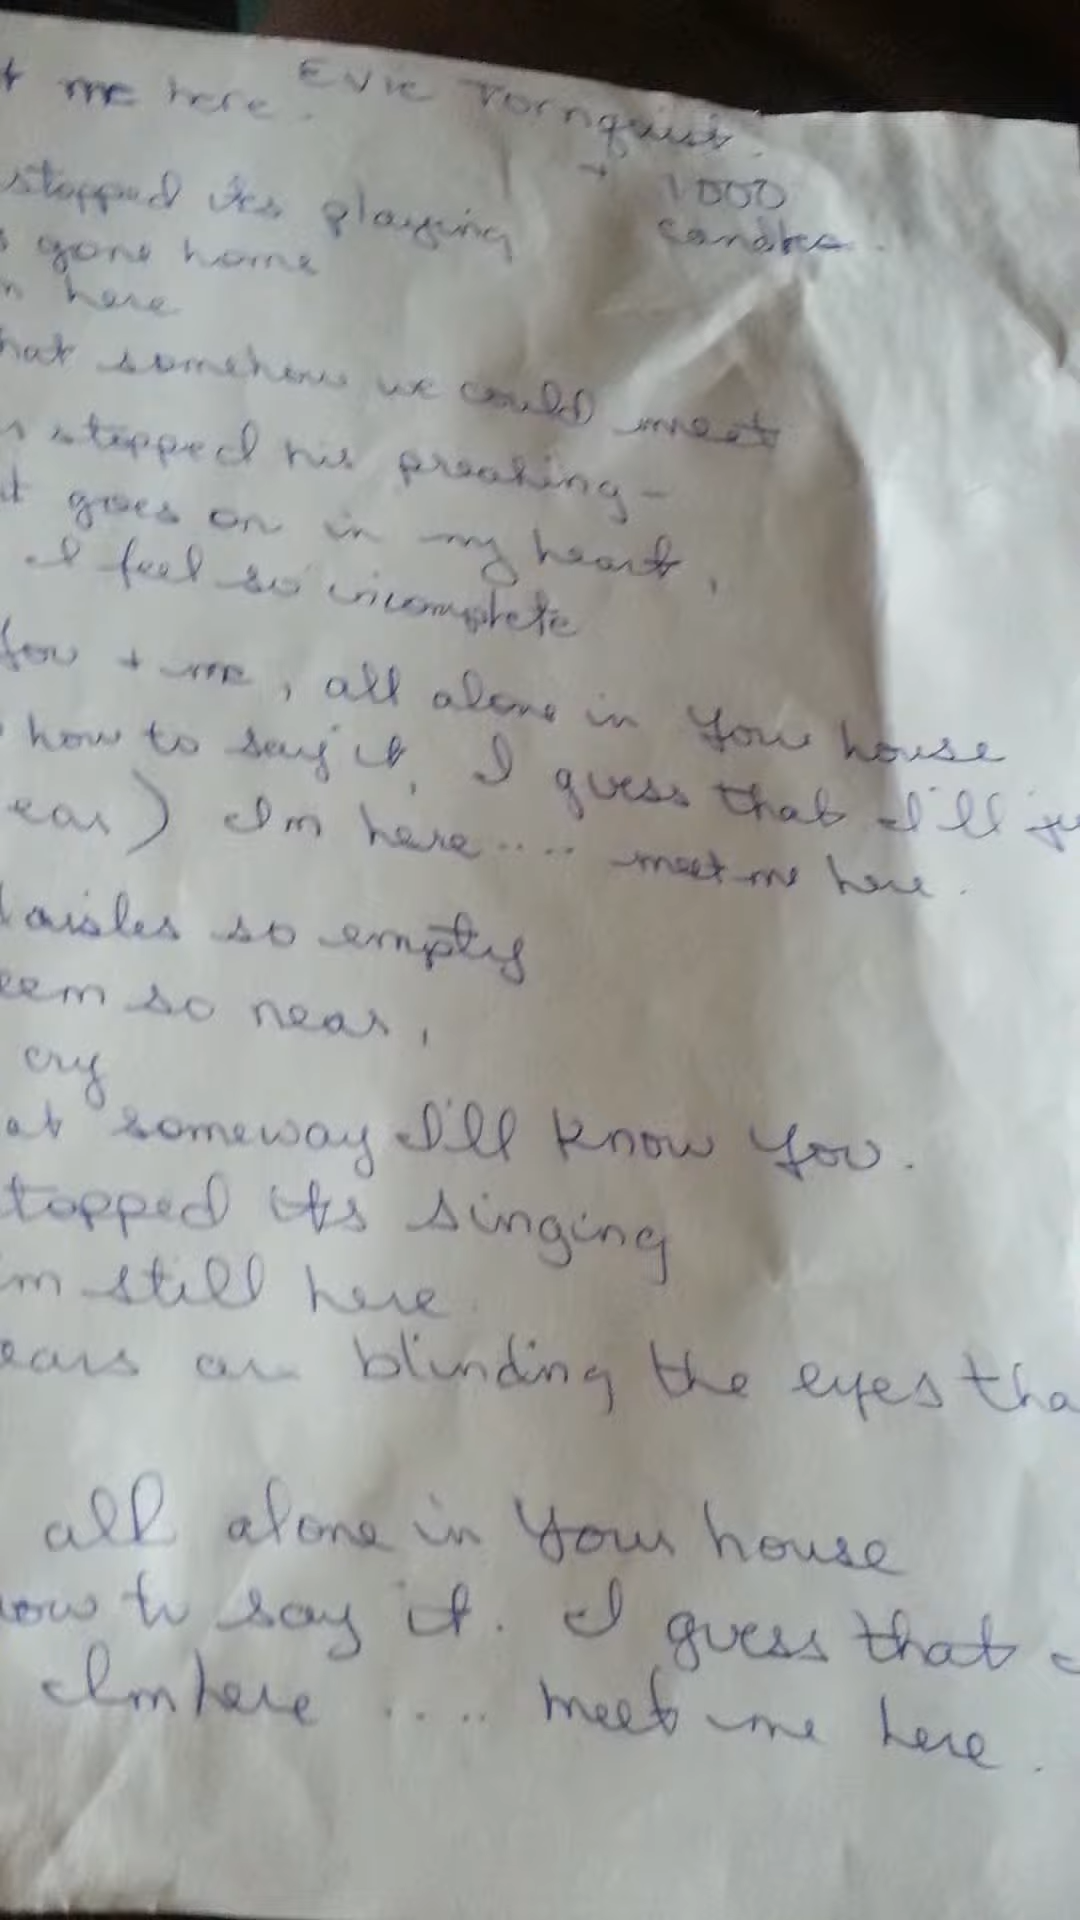 Evie Tornquist.
t me here.
+ 1000
stopped its playing
candles.
s gone home
n here
hat somehow we could meet
s stopped his preaking -
it goes on in my heart,
I feel so incomplete
You + me, all alone in Your house
how to say it, I guess that I'll ju
ear) I'm here .... meet me here.
aisles so empty
eem so near,
cry
at someway I'll know You.
topped its singing
i'm still here.
ears are blinding the eyes tha
all alone in Your house
how to say it. I guess that I
I'm here .... meet me here.